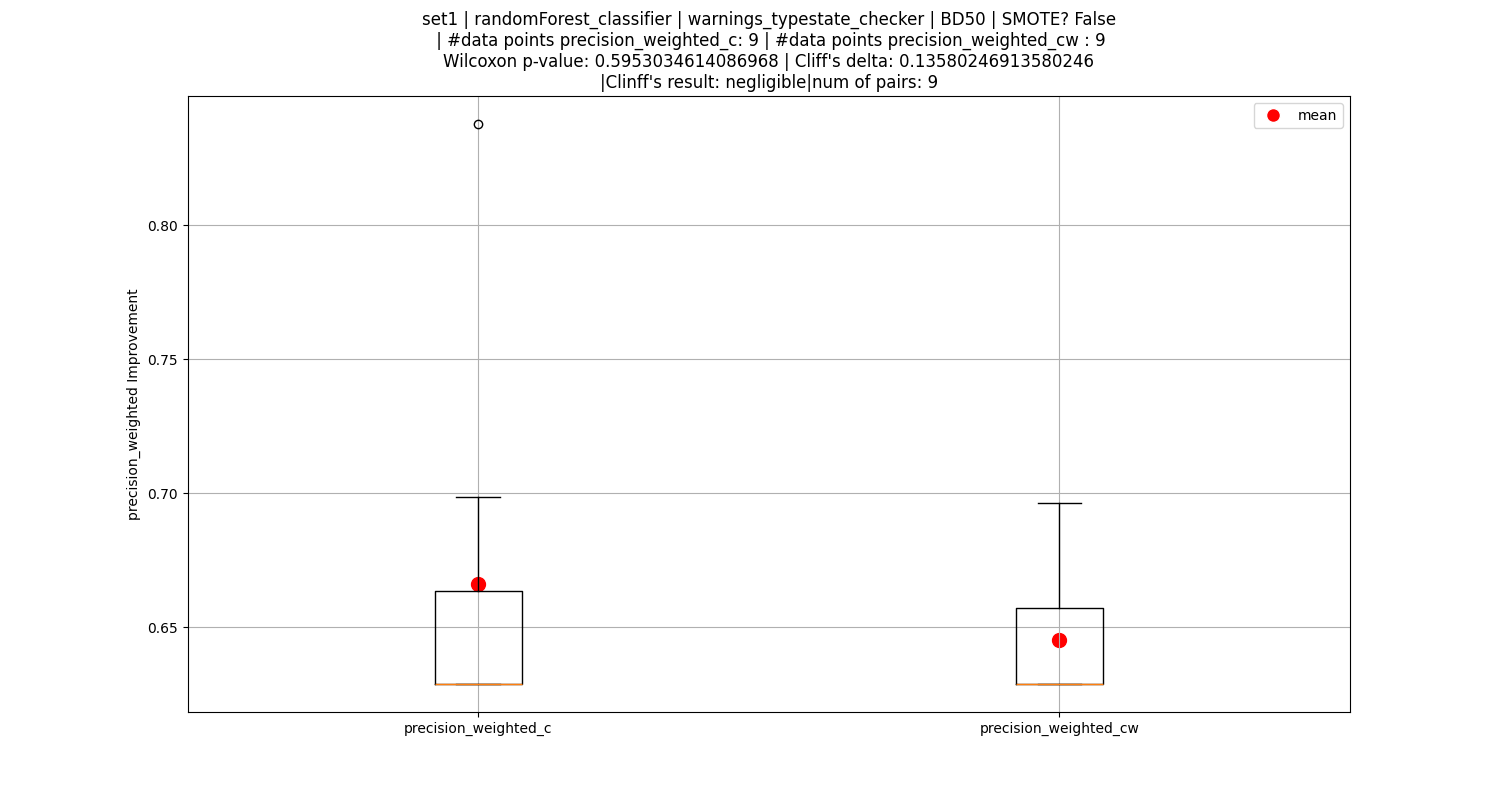 set1 | randomForest_classifier | warnings_typestate_checker | BD50 | SMOTE? False
| #data points precision_weighted_c: 9 | #data points precision_weighted_cw : 9
Wilcoxon p-value: 0.5953034614086968 | Cliff's delta: 0.13580246913580246
|Clinff's result: negligible|num of pairs: 9
mean
precision_weighted Improvement
0.80
0.75
0.70
0.65
precision_weighted_c
precision_weighted_cw